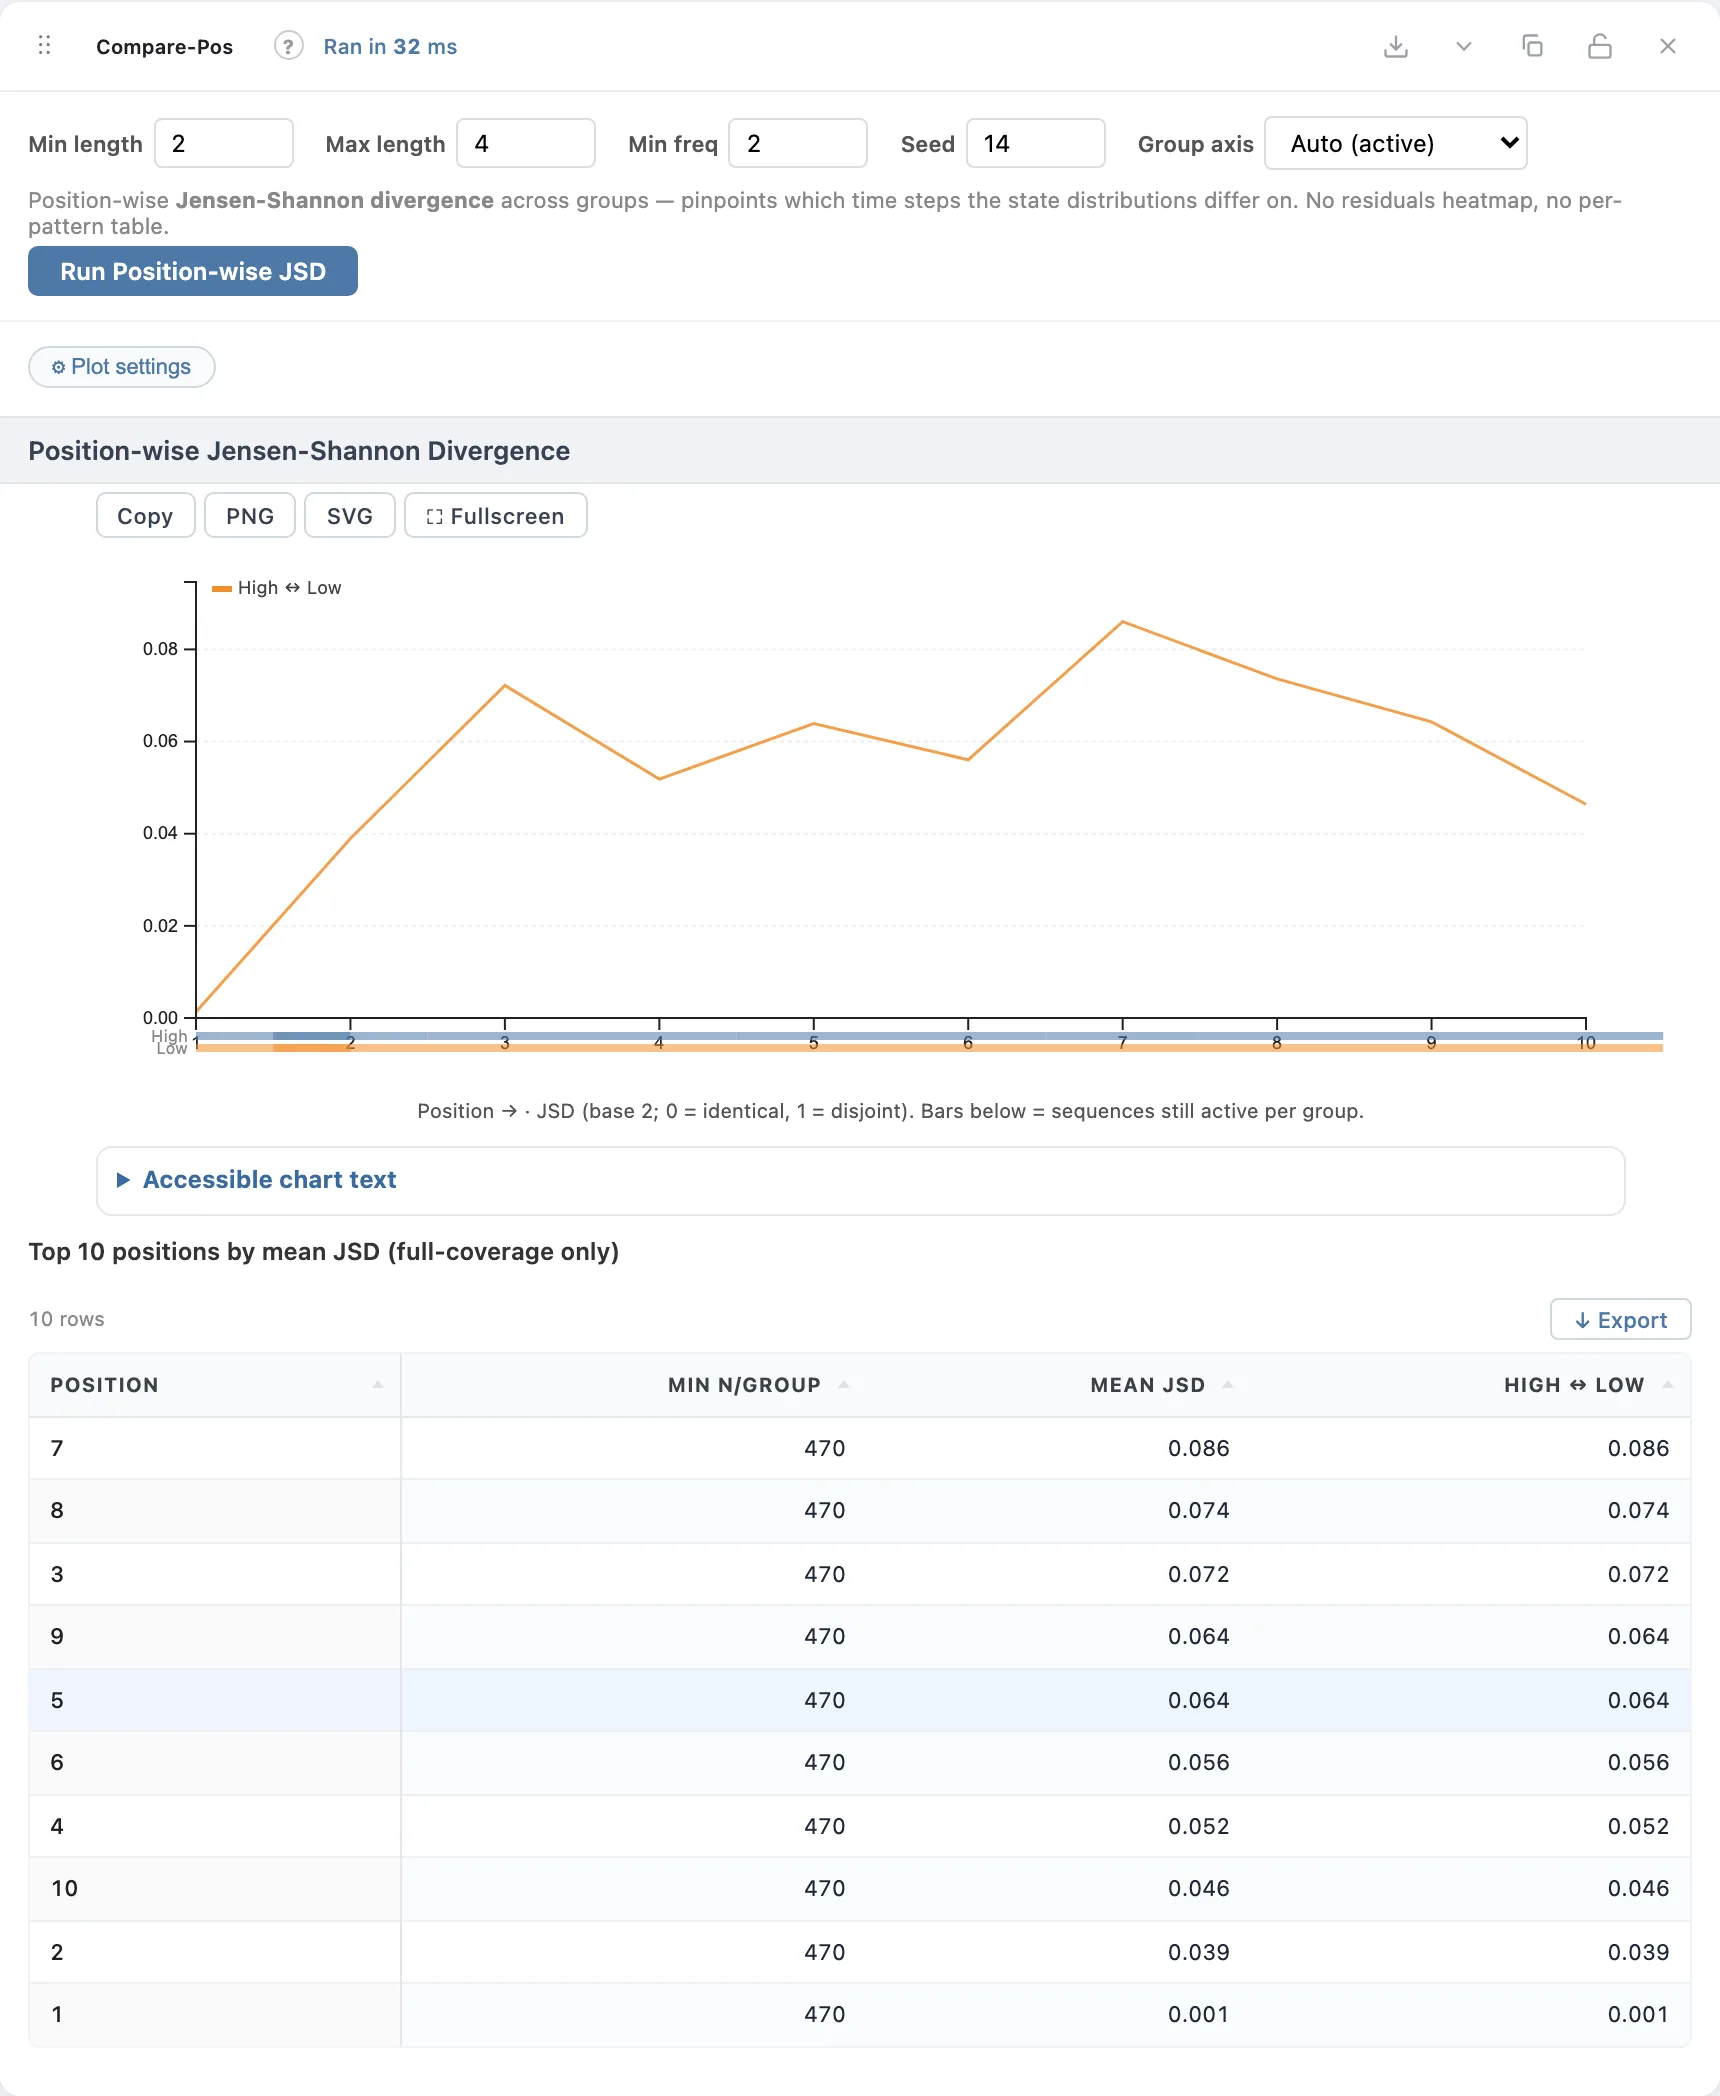 Compare-Pos ? Ran in 32 ms
Min length 2 Max length 4 Min freq 2 Seed 14 Group axis Auto (active)
Position-wise Jensen-Shannon divergence across groups — pinpoints which time steps the state distributions differ on. No residuals heatmap, no per-
pattern table.
Run Position-wise JSD
⚙ Plot settings
Position-wise Jensen-Shannon Divergence
Copy PNG SVG Fullscreen
High ↔ Low
0.08
0.06
0.04
0.02
0.00
High
Low
1 2 3 4 5 6 7 8 9 10
Position → · JSD (base 2; 0 = identical, 1 = disjoint). Bars below = sequences still active per group.
▶ Accessible chart text
Top 10 positions by mean JSD (full-coverage only)
10 rows ↓ Export
POSITION MIN N/GROUP MEAN JSD HIGH ↔ LOW
7 470 0.086 0.086
8 470 0.074 0.074
3 470 0.072 0.072
9 470 0.064 0.064
5 470 0.064 0.064
6 470 0.056 0.056
4 470 0.052 0.052
10 470 0.046 0.046
2 470 0.039 0.039
1 470 0.001 0.001